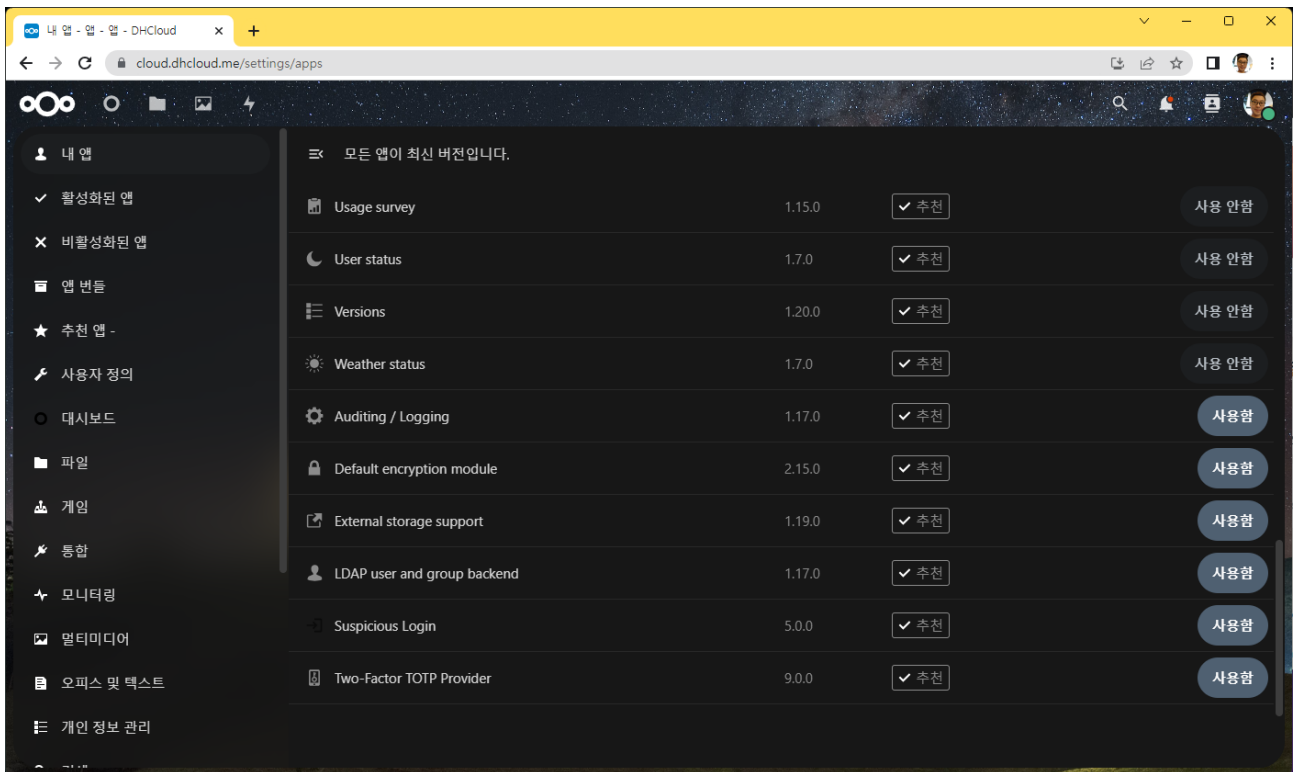 내 앱 - 앱 - 앱 - DHCloud
cloud.dhcloud.me/settings/apps
내 앱
활성화된 앱
비활성화된 앱
앱 번들
추천 앱 -
사용자 정의
대시보드
파일
게임
통합
모니터링
멀티미디어
오피스 및 텍스트
개인 정보 관리
모든 앱이 최신 버전입니다.
Usage survey 1.15.0 추천 사용 안함
User status 1.7.0 추천 사용 안함
Versions 1.20.0 추천 사용 안함
Weather status 1.7.0 추천 사용 안함
Auditing / Logging 1.17.0 추천 사용함
Default encryption module 2.15.0 추천 사용함
External storage support 1.19.0 추천 사용함
LDAP user and group backend 1.17.0 추천 사용함
Suspicious Login 5.0.0 추천 사용함
Two-Factor TOTP Provider 9.0.0 추천 사용함